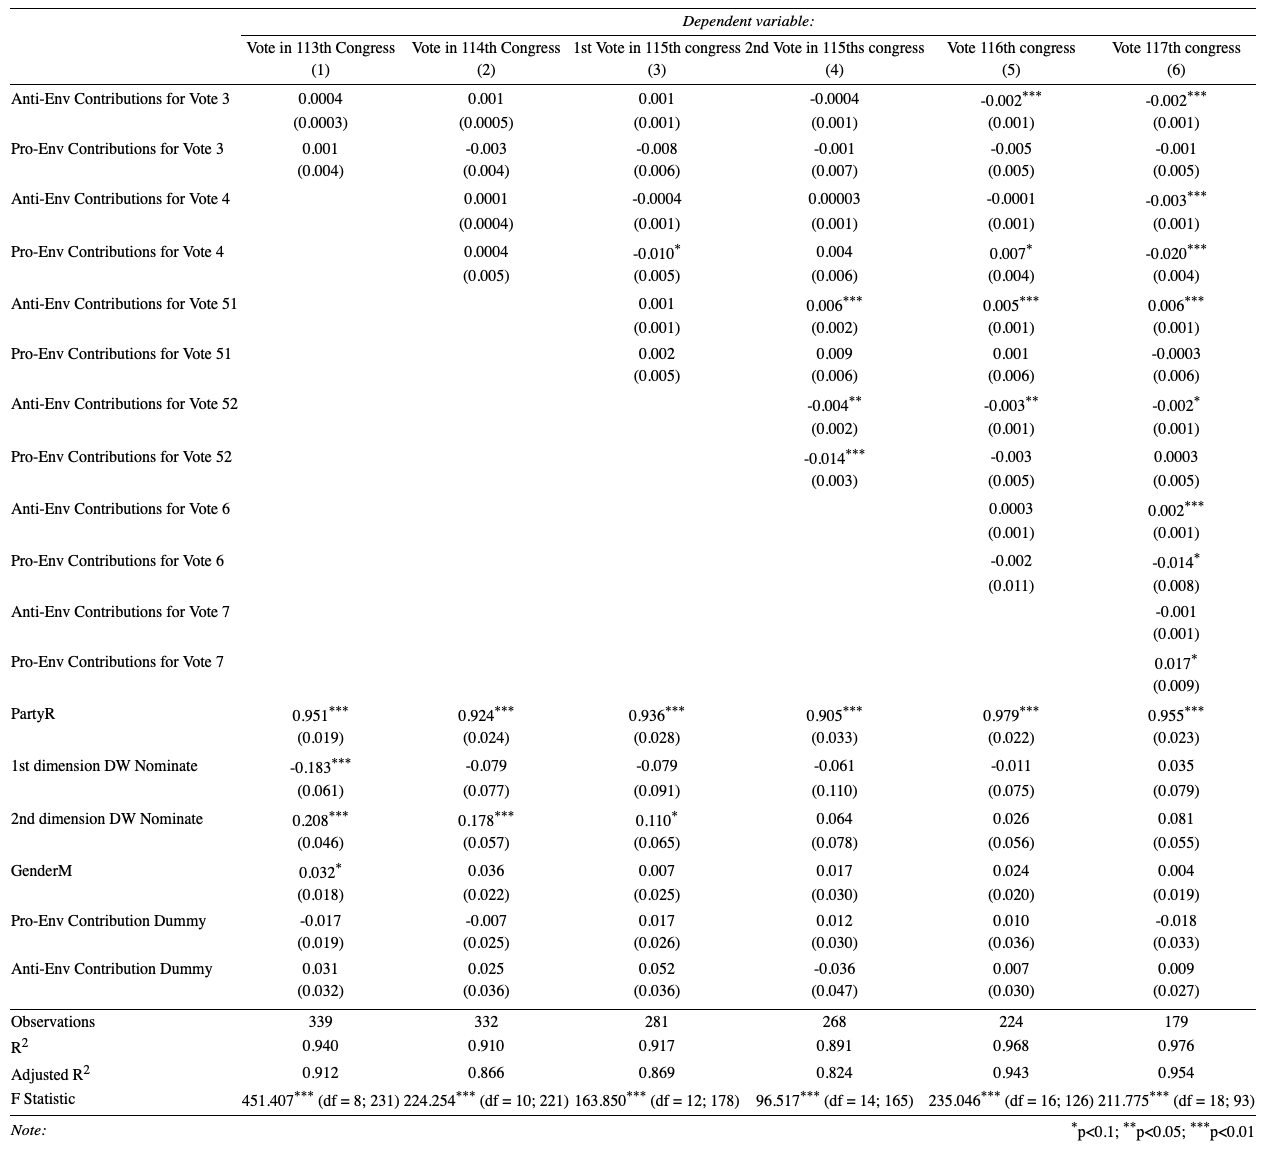 Dependent variable:
Vote in 113th Congress Vote in 114th Congress 1st Vote in 115th congress 2nd Vote in 115ths congress Vote 116th congress Vote 117th congress
(1) (2) (3) (4) (5) (6)
Anti-Env Contributions for Vote 3 0.0004 0.001 0.001 -0.0004 -0.002*** -0.002***
(0.0003) (0.0005) (0.001) (0.001) (0.001) (0.001)
Pro-Env Contributions for Vote 3 0.001 -0.003 -0.008 -0.001 -0.005 -0.001
(0.004) (0.004) (0.006) (0.007) (0.005) (0.005)
Anti-Env Contributions for Vote 4 0.0001 -0.0004 0.00003 -0.0001 -0.003***
(0.0004) (0.001) (0.001) (0.001) (0.001)
Pro-Env Contributions for Vote 4 0.0004 -0.010* 0.004 0.007* -0.020***
(0.005) (0.005) (0.006) (0.004) (0.004)
Anti-Env Contributions for Vote 51 0.001 0.006*** 0.005*** 0.006***
(0.001) (0.002) (0.001) (0.001)
Pro-Env Contributions for Vote 51 0.002 0.009 0.001 -0.0003
(0.005) (0.006) (0.006) (0.006)
Anti-Env Contributions for Vote 52 -0.004** -0.003** -0.002*
(0.002) (0.001) (0.001)
Pro-Env Contributions for Vote 52 -0.014*** -0.003 0.0003
(0.003) (0.005) (0.005)
Anti-Env Contributions for Vote 6 0.0003 0.002***
(0.001) (0.001)
Pro-Env Contributions for Vote 6 -0.002 -0.014*
(0.011) (0.008)
Anti-Env Contributions for Vote 7 -0.001
(0.001)
Pro-Env Contributions for Vote 7 0.017*
(0.009)
PartyR 0.951*** 0.924*** 0.936*** 0.905*** 0.979*** 0.955***
(0.019) (0.024) (0.028) (0.033) (0.022) (0.023)
1st dimension DW Nominate -0.183*** -0.079 -0.079 -0.061 -0.011 0.035
(0.061) (0.077) (0.091) (0.110) (0.075) (0.079)
2nd dimension DW Nominate 0.208*** 0.178*** 0.110* 0.064 0.026 0.081
(0.046) (0.057) (0.065) (0.078) (0.056) (0.055)
GenderM 0.032* 0.036 0.007 0.017 0.024 0.004
(0.018) (0.022) (0.025) (0.030) (0.020) (0.019)
Pro-Env Contribution Dummy -0.017 -0.007 0.017 0.012 0.010 -0.018
(0.019) (0.025) (0.026) (0.030) (0.036) (0.033)
Anti-Env Contribution Dummy 0.031 0.025 0.052 -0.036 0.007 0.009
(0.032) (0.036) (0.036) (0.047) (0.030) (0.027)
Observations 339 332 281 268 224 179
R2 0.940 0.910 0.917 0.891 0.968 0.976
Adjusted R2 0.912 0.866 0.869 0.824 0.943 0.954
F Statistic 451.407*** (df = 8; 231) 224.254*** (df = 10; 221) 163.850*** (df = 12; 178) 96.517*** (df = 14; 165) 235.046*** (df = 16; 126) 211.775*** (df = 18; 93)
Note: *p<0.1; **p<0.05; ***p<0.01